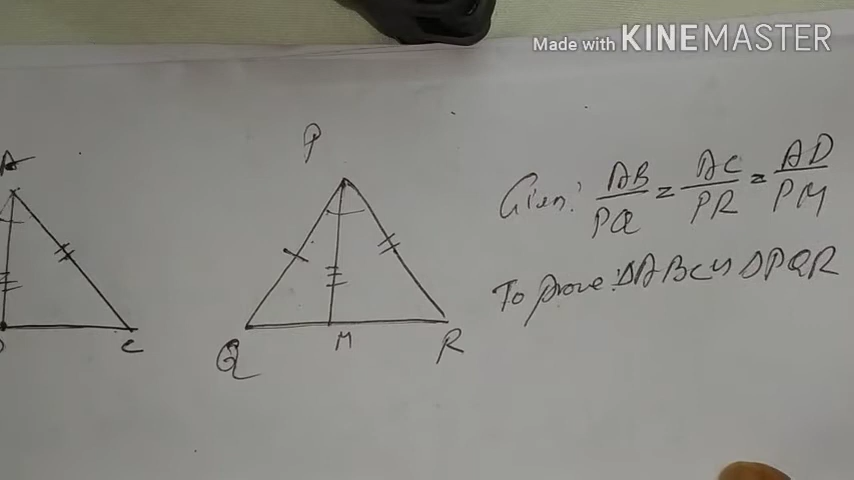 Made with KINEMASTER
A
P
Given: AB/PQ = AC/PR = AD/PM
To prove: ΔABC ~ ΔPQR
D C
Q M R